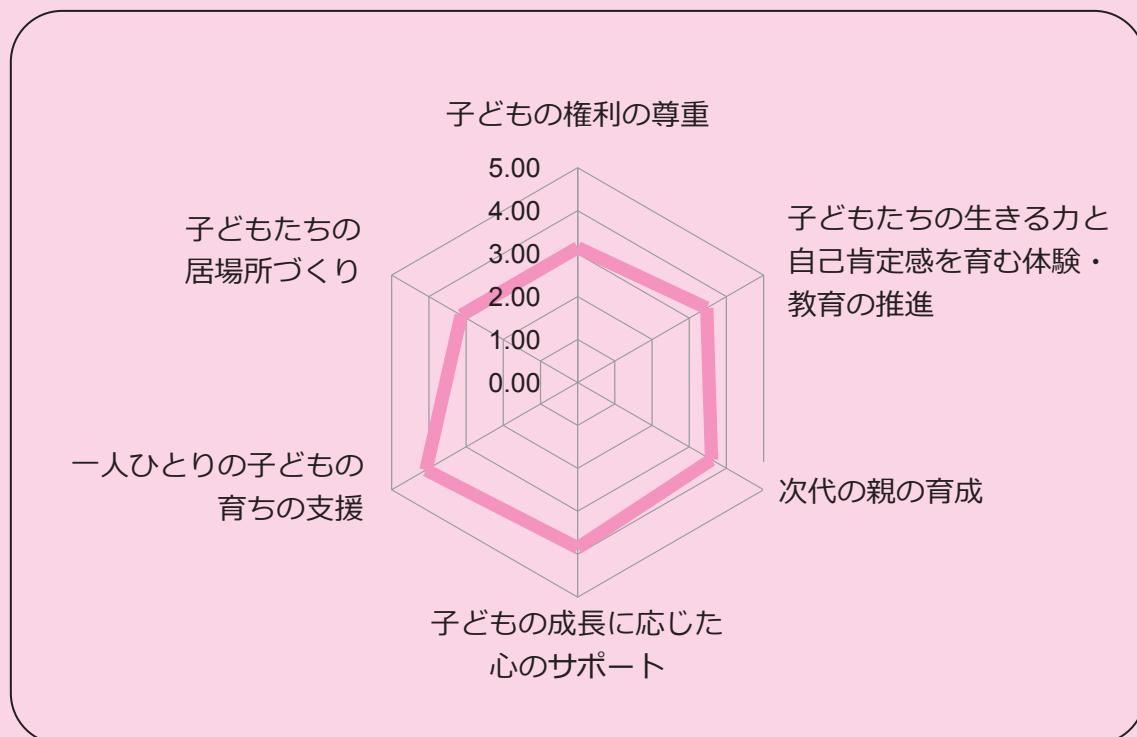 子どもの権利の尊重
5.00
4.00
3.00
2.00
1.00
0.00
子どもたちの生きる力と
自己肯定感を育む体験・
教育の推進
次代の親の育成
子どもの成長に応じた
心のサポート
一人ひとりの子どもの
育ちの支援
子どもたちの
居場所づくり